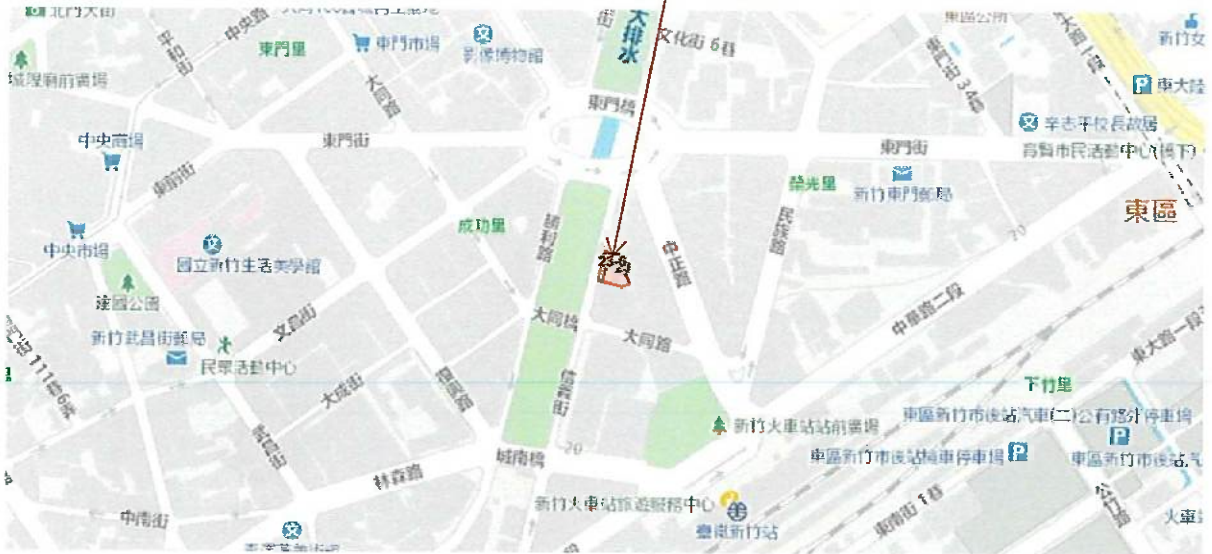 北門大街
中央路
平和街
東門里
東門市場
影像博物館
街
大排水
文化街 6巷
東區公所
東門街 34巷
新竹女
東大陸
城隍廟前廣場
大同路
東門橋
辛志平校長故居
中央商場
東門街
東門街
育賢市民活動中心(橋下)
東前街
榮光里
新竹東門郵局
東區
成功里
勝利路
民族路
中正路
中央市場
國立新竹生活美學館
建國公園
文昌街
大同橋
大同路
中華路二段
新竹武昌街郵局
民眾活動中心
東大路一段
大成街
信義街
下竹里
新竹火車站站前廣場
東區新竹市後站汽車(二)公有路外停車場
城南橋
20
東區新竹市後站機車停車場
東區新竹市後站汽
林森路
新竹火車站旅遊服務中心
東南街 1巷
公竹路
中南街
臺鐵新竹站
火車